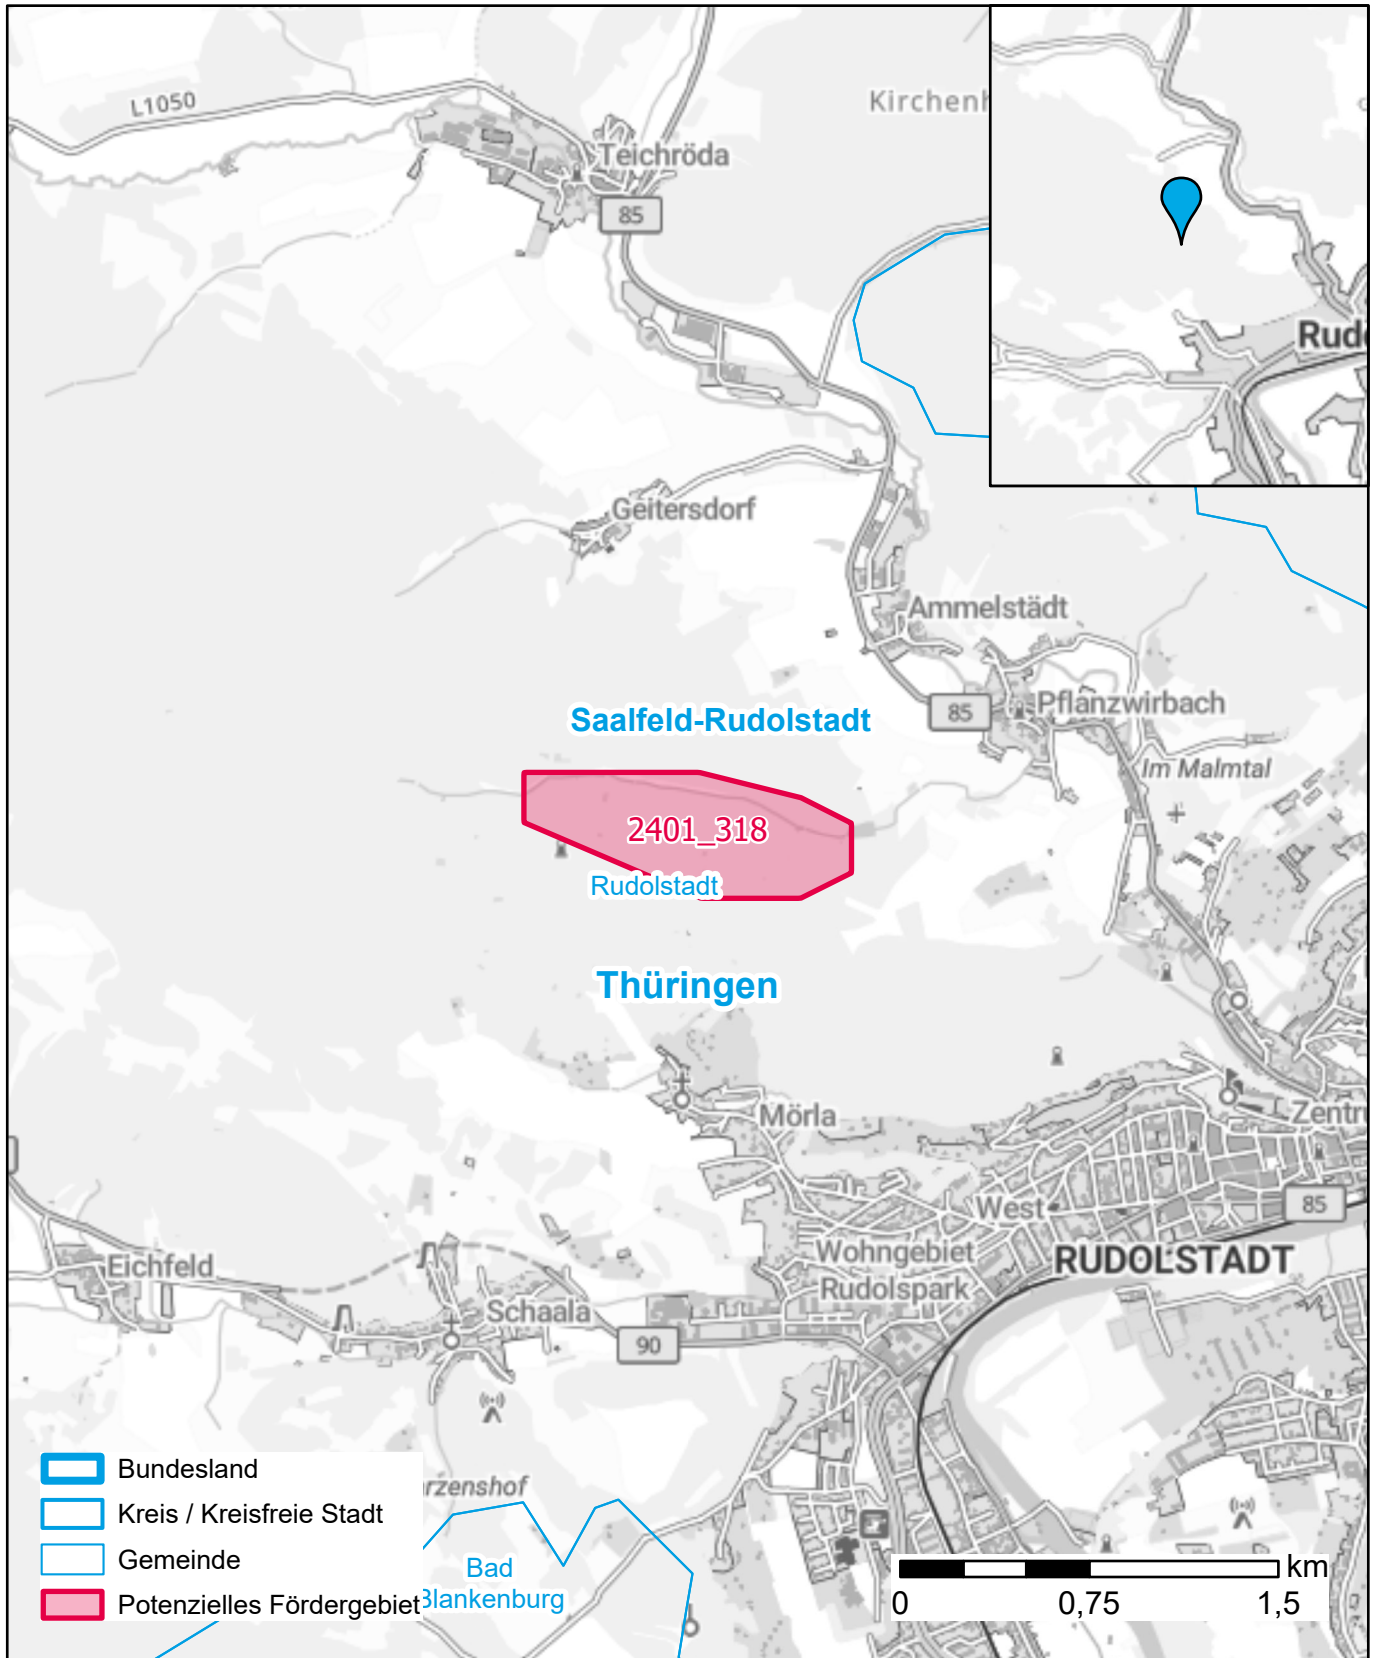 L1050
Kirchenh
Teichröda
85
Rudo
Geitersdorf
Ammelstädt
Saalfeld-Rudolstadt
85
Pflanzwirbach
Im Malmtal
2401_318
Rudolstadt
Thüringen
Mörla
Zentru
West
85
Eichfeld
Wohngebiet
Rudolspark
RUDOLSTADT
Schaala
90
Bundesland
rzenshof
Kreis / Kreisfreie Stadt
Gemeinde
Bad
Blankenburg
Potenzielles Fördergebiet
km
0 0,75 1,5